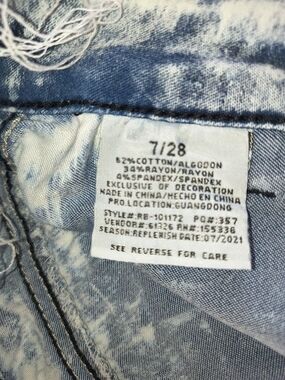 7/28
62%COTTON/ALGODON
34%RAYON/RAYON
4%SPANDEX/SPANDEX
EXCLUSIVE OF DECORATION
MADE IN CHINA/HECHO EN CHINA
PRO.LOCATION:GUANGDONG
STYLE#:RB-101172 PO#:357
VENDOR#:61326 RN#:155336
SEASON:REPLENISH DATE:07/2021
SEE REVERSE FOR CARE